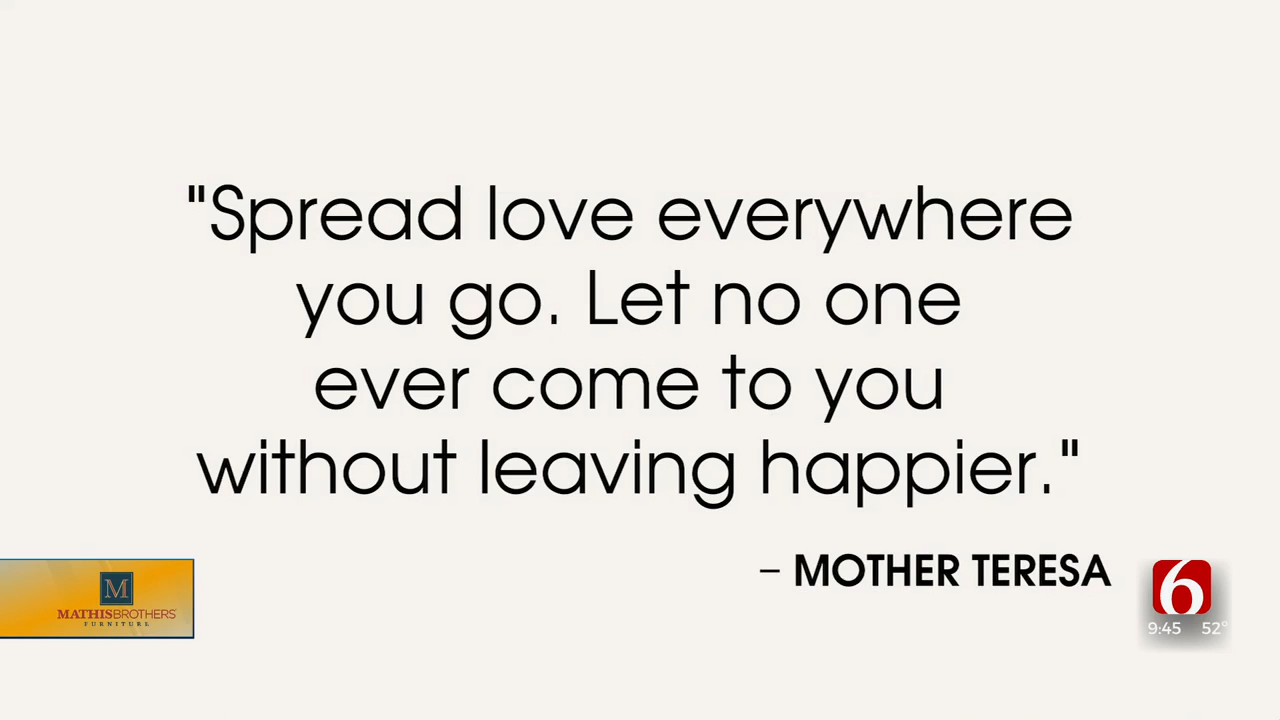 "Spread love everywhere
you go. Let no one
ever come to you
without leaving happier."
– MOTHER TERESA
M
MATHISBROTHERS
FURNITURE
6
9:45 52°